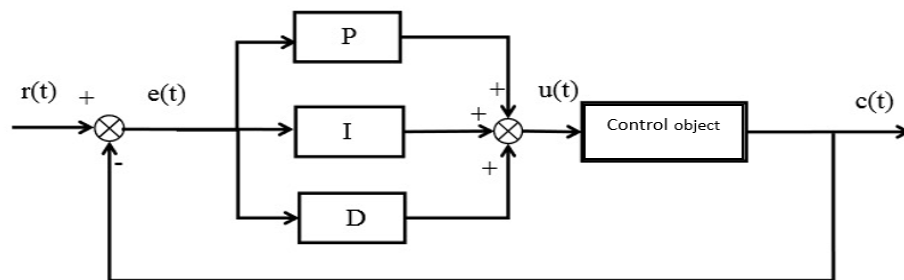 P
r(t) + e(t) + u(t) c(t)
I + Control object
- +
D